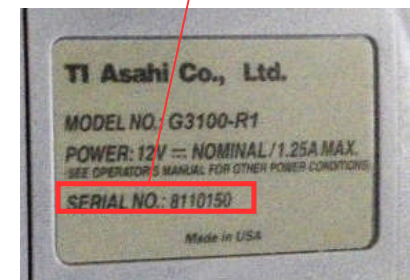 TI Asahi Co., Ltd.
MODEL NO.: G3100-R1
POWER: 12V ⎓ NOMINAL / 1.25A MAX.
SEE OPERATOR'S MANUAL FOR OTHER POWER CONDITIONS
SERIAL NO.: 8110150
Made in USA